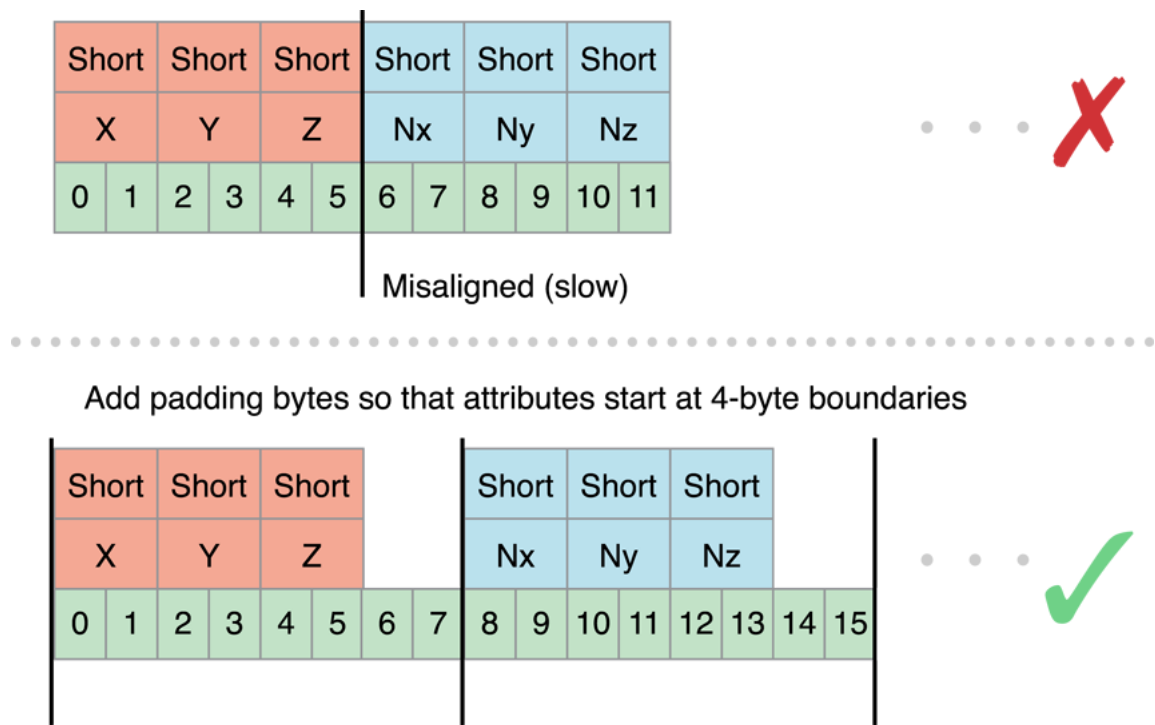 Short Short Short Short Short Short
X Y Z Nx Ny Nz
0 1 2 3 4 5 6 7 8 9 10 11
Misaligned (slow)
Add padding bytes so that attributes start at 4-byte boundaries
Short Short Short Short Short Short
X Y Z Nx Ny Nz
0 1 2 3 4 5 6 7 8 9 10 11 12 13 14 15